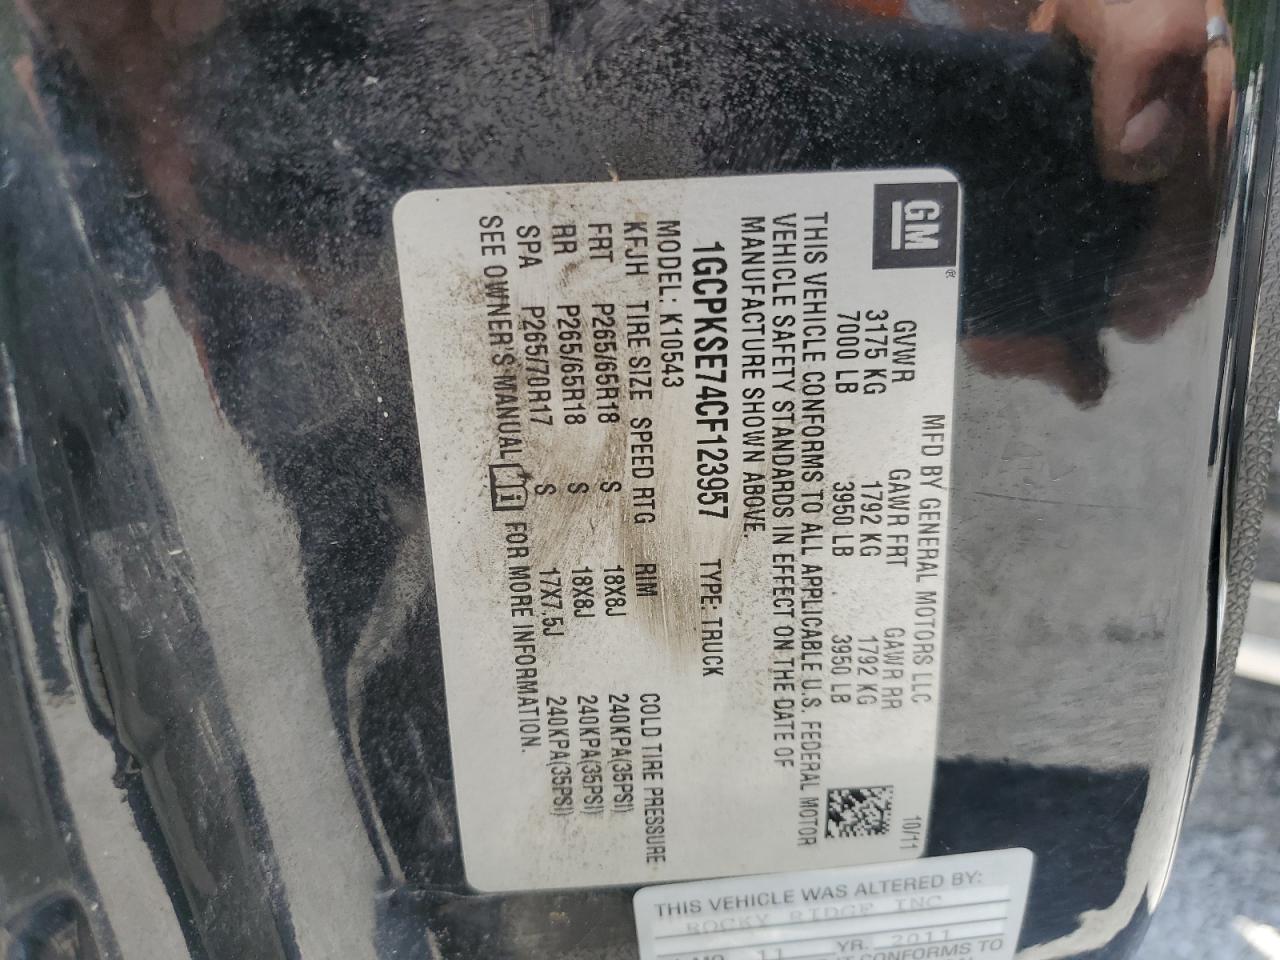 GM®
MFD BY GENERAL MOTORS LLC 10/11
GVWR GAWR FRT GAWR RR
3175 KG 1792 KG 1792 KG
7000 LB 3950 LB 3950 LB
THIS VEHICLE CONFORMS TO ALL APPLICABLE U.S. FEDERAL MOTOR
VEHICLE SAFETY STANDARDS IN EFFECT ON THE DATE OF
MANUFACTURE SHOWN ABOVE.
1GCPKSE74CF123957 TYPE: TRUCK
MODEL: K10543
KFJH TIRE SIZE SPEED RTG RIM COLD TIRE PRESSURE
FRT P265/65R18 S 18X8J 240KPA(35PSI)
RR P265/65R18 S 18X8J 240KPA(35PSI)
SPA P265/70R17 S 17X7.5J 240KPA(35PSI)
SEE OWNER'S MANUAL i FOR MORE INFORMATION.
THIS VEHICLE WAS ALTERED BY:
ROCKY RIDGE INC
MO. 11 YR. 2011
CONFORMS TO